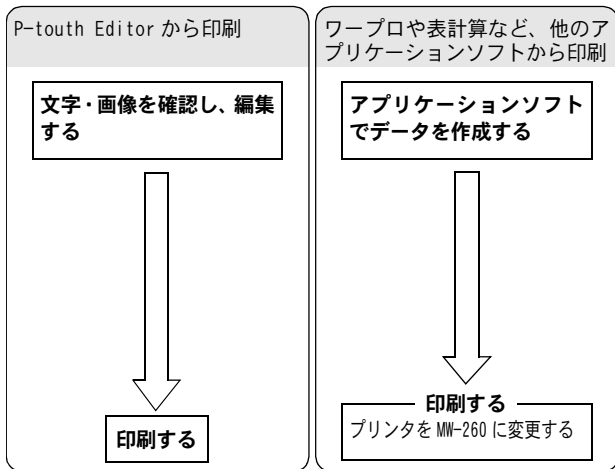 P-touth Editor から印刷
文字・画像を確認し、編集
する
印刷する
ワープロや表計算など、他のア
プリケーションソフトから印刷
アプリケーションソフト
でデータを作成する
印刷する
プリンタを MW-260 に変更する